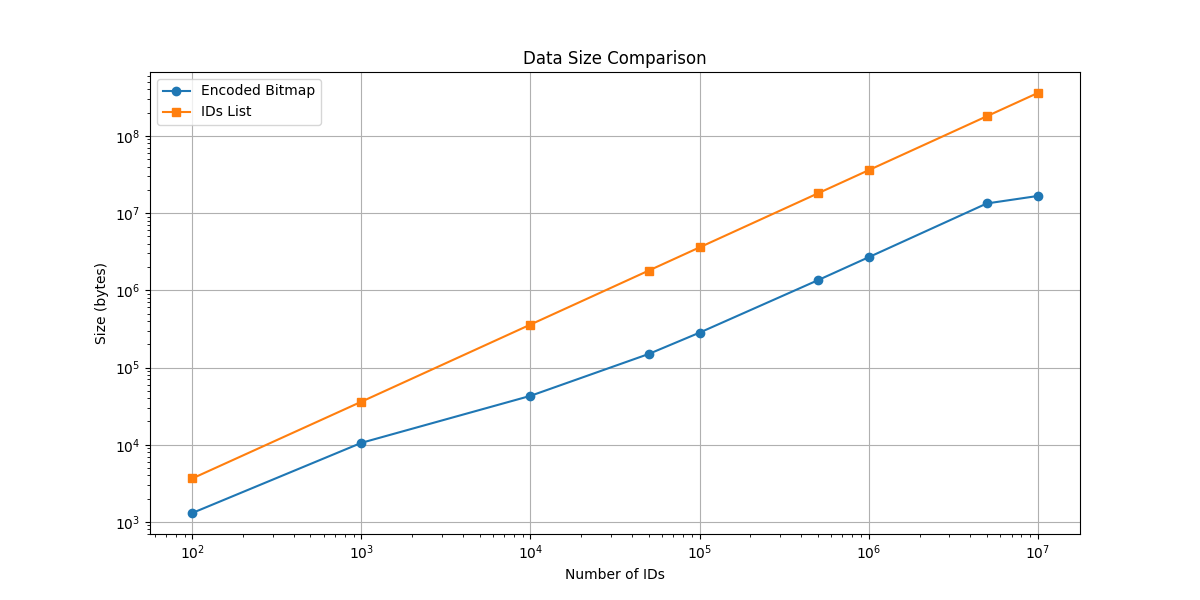 Data Size Comparison
Encoded Bitmap
IDs List
Size (bytes)
10⁸
10⁷
10⁶
10⁵
10⁴
10³
10² 10³ 10⁴ 10⁵ 10⁶ 10⁷
Number of IDs